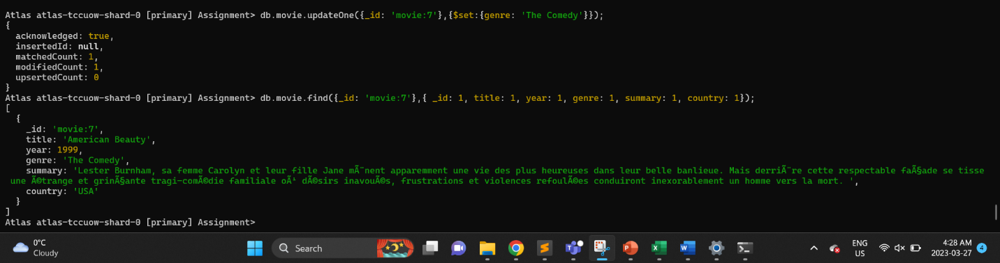 Atlas atlas-tccuow-shard-0 [primary] Assignment> db.movie.updateOne({_id: 'movie:7'},{$set:{genre: 'The Comedy'}});
{
  acknowledged: true,
  insertedId: null,
  matchedCount: 1,
  modifiedCount: 1,
  upsertedCount: 0
}
Atlas atlas-tccuow-shard-0 [primary] Assignment> db.movie.find({_id: 'movie:7'},{ _id: 1, title: 1, year: 1, genre: 1, summary: 1, country: 1});
[
  {
    _id: 'movie:7',
    title: 'American Beauty',
    year: 1999,
    genre: 'The Comedy',
    summary: 'Lester Burnham, sa femme Carolyn et leur fille Jane mÃ¨nent apparemment une vie des plus heureuses dans leur belle banlieue. Mais derriÃ¨re cette respectable faÃ§ade se tisse
 une Ã©trange et grinÃ§ante tragi-comÃ©die familiale oÃ¹ dÃ©sirs inavouÃ©s, frustrations et violences refoulÃ©es conduiront inexorablement un homme vers la mort. ',
    country: 'USA'
  }
]
Atlas atlas-tccuow-shard-0 [primary] Assignment>
0°C
Cloudy
Search
ENG
US
4:28 AM
2023-03-27
4